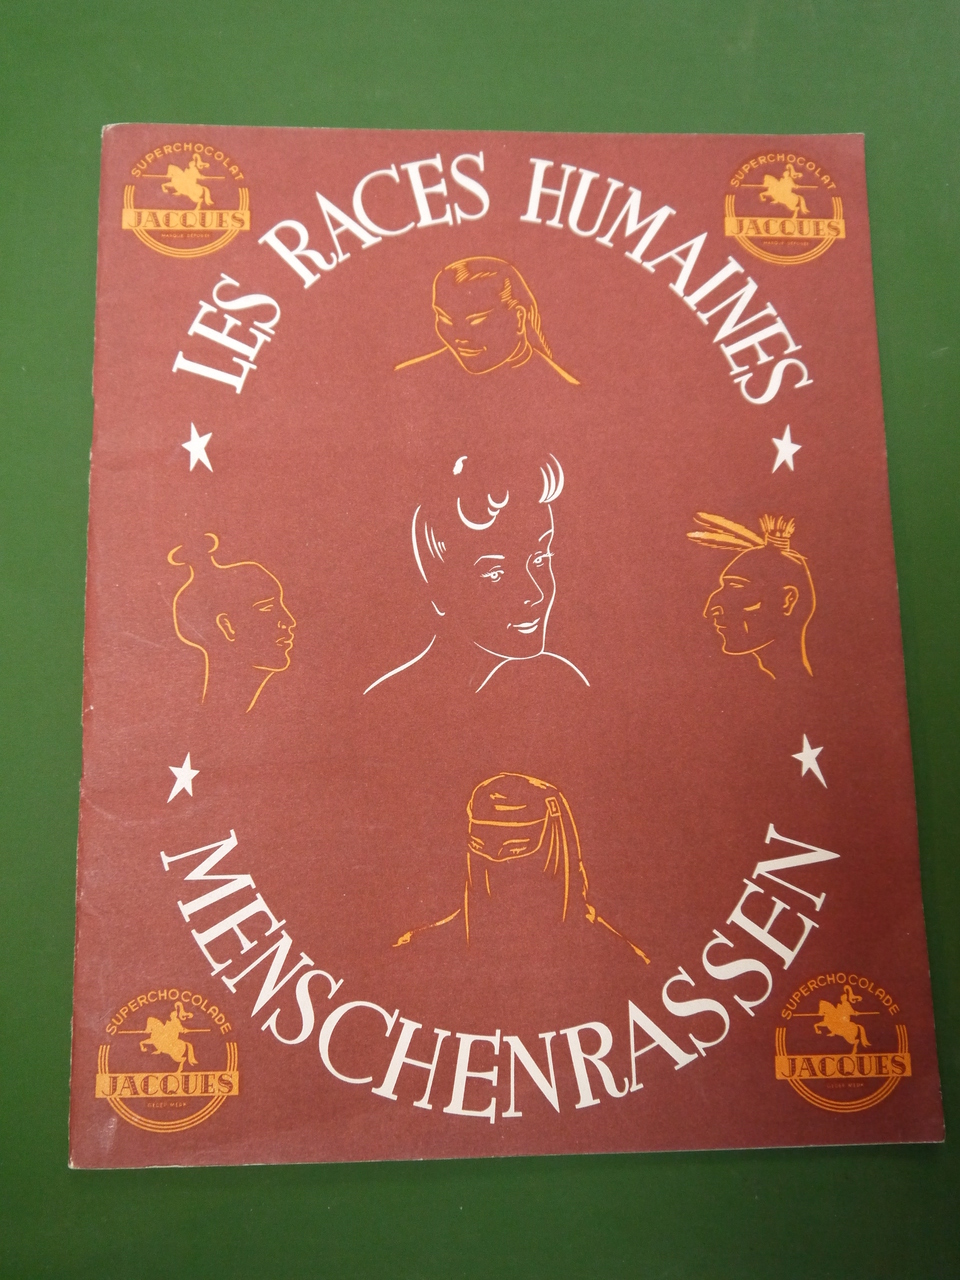 SUPERCHOCOLAT
JACQUES
SUPERCHOCOLAT
JACQUES
LES RACES HUMAINES
MENSCHENRASSEN
SUPERCHOCOLADE
JACQUES
SUPERCHOCOLADE
JACQUES